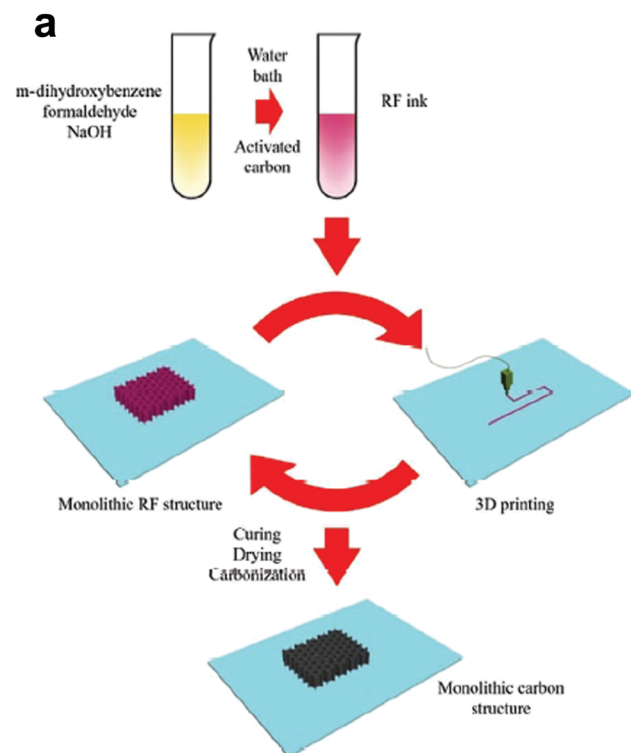 a
m-dihydroxybenzene
formaldehyde
NaOH
Water
bath
Activated
carbon
RF ink
Monolithic RF structure
3D printing
Curing
Drying
Carbonization
Monolithic carbon
structure